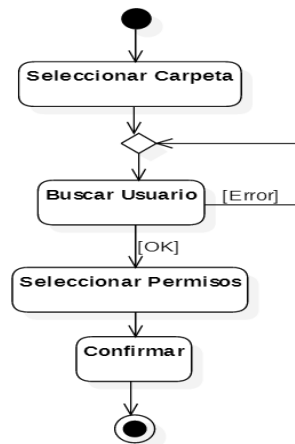 Seleccionar Carpeta
Buscar Usuario
[Error]
[OK]
Seleccionar Permisos
Confirmar